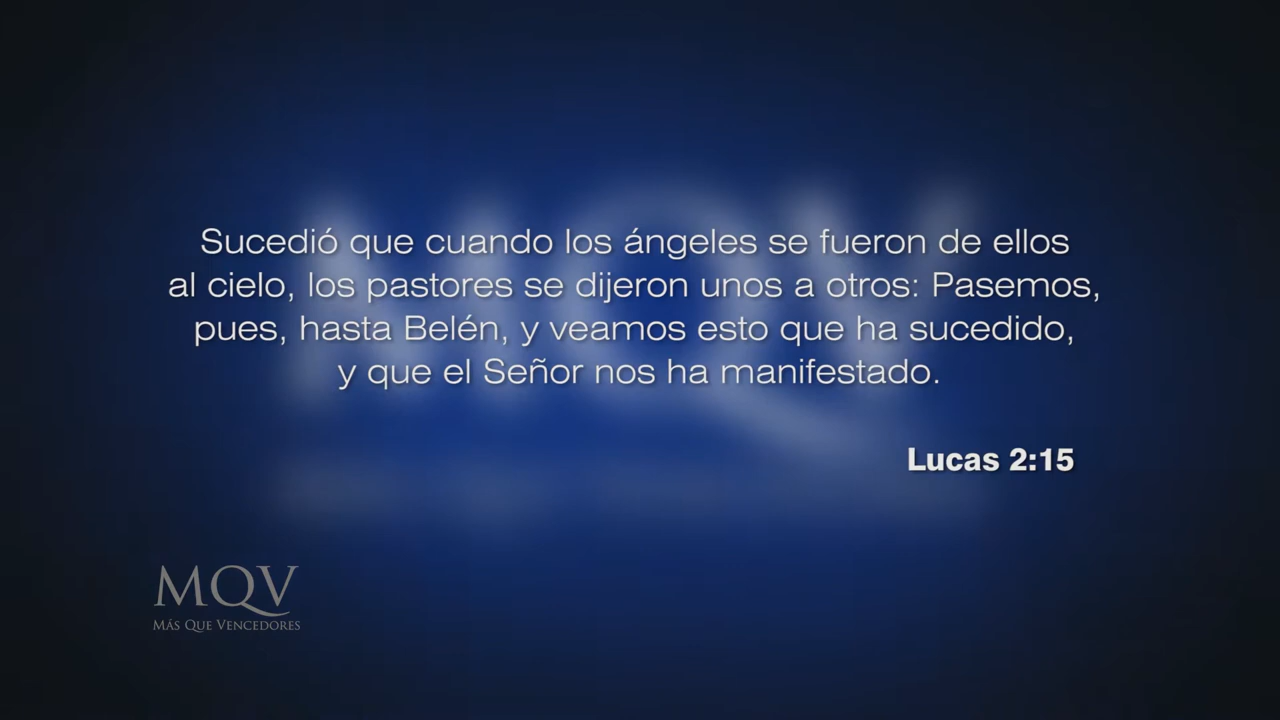 Sucedió que cuando los ángeles se fueron de ellos
al cielo, los pastores se dijeron unos a otros: Pasemos,
pues, hasta Belén, y veamos esto que ha sucedido,
y que el Señor nos ha manifestado.
Lucas 2:15
MQV
Más Que Vencedores